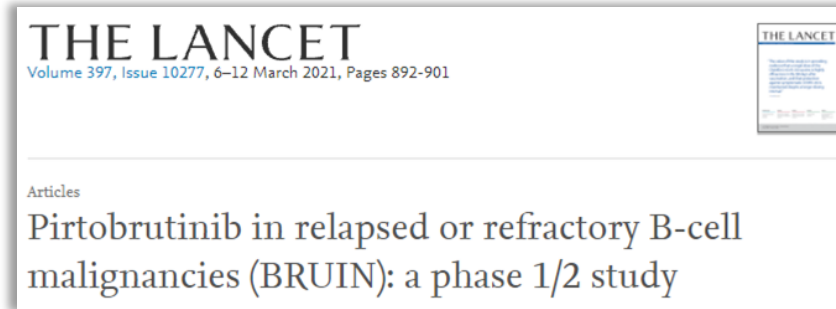 THE LANCET
Volume 397, Issue 10277, 6–12 March 2021, Pages 892-901
THE LANCET
Articles
Pirtobrutinib in relapsed or refractory B-cell
malignancies (BRUIN): a phase 1/2 study